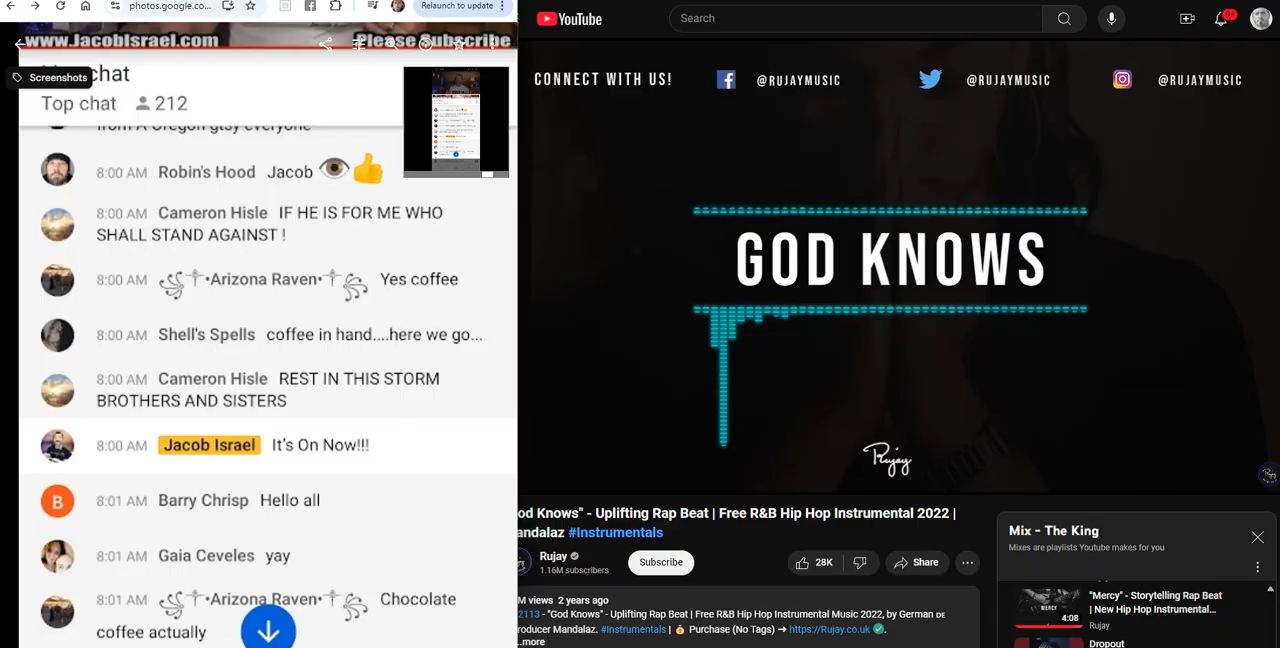 photos.google.co...
Relaunch to update
www.JacobIsrael.com
Please Subscribe
Screenshots
chat
Top chat 212
from A Oregon gtsy everyone
8:00 AM Robin's Hood Jacob 👁️👍
8:00 AM Cameron Hisle IF HE IS FOR ME WHO
SHALL STAND AGAINST !
8:00 AM ꧁༒•Arizona Raven•༒꧂ Yes coffee
8:00 AM Shell's Spells coffee in hand....here we go...
8:00 AM Cameron Hisle REST IN THIS STORM
BROTHERS AND SISTERS
8:00 AM Jacob Israel It's On Now!!!
B
8:01 AM Barry Chrisp Hello all
8:01 AM Gaia Ceveles yay
8:01 AM ꧁༒•Arizona Raven•༒꧂ Chocolate
coffee actually
YouTube
Search
9+
CONNECT WITH US! @RUJAYMUSIC @RUJAYMUSIC @RUJAYMUSIC
GOD KNOWS
Rujay
od Knows" - Uplifting Rap Beat | Free R&B Hip Hop Instrumental 2022 |
andalaz #Instrumentals
Rujay
1.16M subscribers
Subscribe
28K
Share
M views 2 years ago
2113 - "God Knows" - Uplifting Rap Beat | Free R&B Hip Hop Instrumental Music 2022, by German
oducer Mandalaz. #Instrumentals | 💰 Purchase (No Tags) ➔ https://Rujay.co.uk ✅.
...more
Mix - The King
Mixes are playlists Youtube makes for you
MERCY
4:08
"Mercy" - Storytelling Rap Beat
| New Hip Hop Instrumental...
Rujay
Dropout